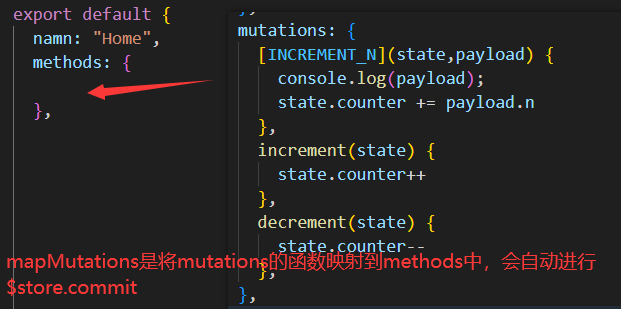 export default {
namn: "Home",
methods: {
},
},
mutations: {
[INCREMENT_N](state,payload) {
console.log(payload);
state.counter += payload.n
},
increment(state) {
state.counter++
},
decrement(state) {
state.counter--
},
},
mapMutations是将mutations的函数映射到methods中，会自动进行
$store.commit